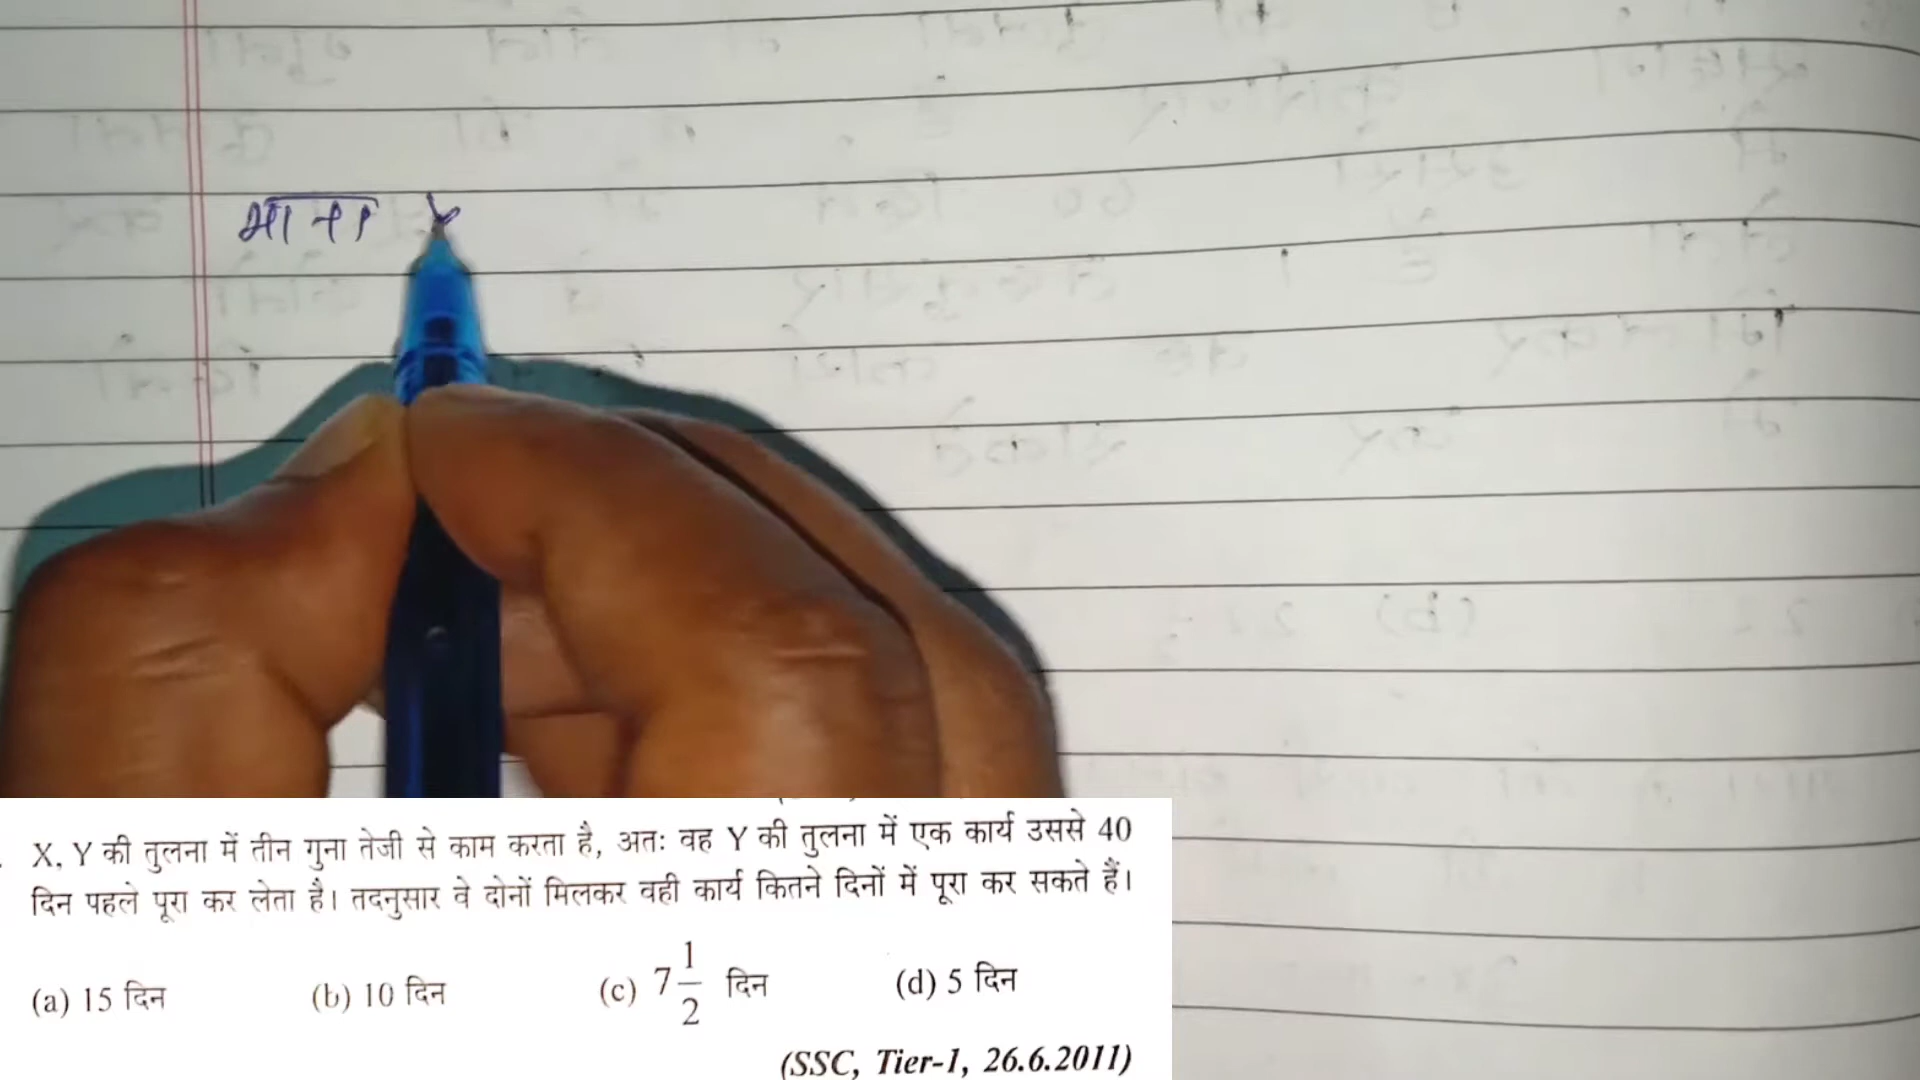 माना Y
X, Y की तुलना में तीन गुना तेजी से काम करता है, अतः वह Y की तुलना में एक कार्य उससे 40
दिन पहले पूरा कर लेता है। तदनुसार वे दोनों मिलकर वही कार्य कितने दिनों में पूरा कर सकते हैं।
(a) 15 दिन (b) 10 दिन (c) 7 1/2 दिन (d) 5 दिन
(SSC, Tier-1, 26.6.2011)